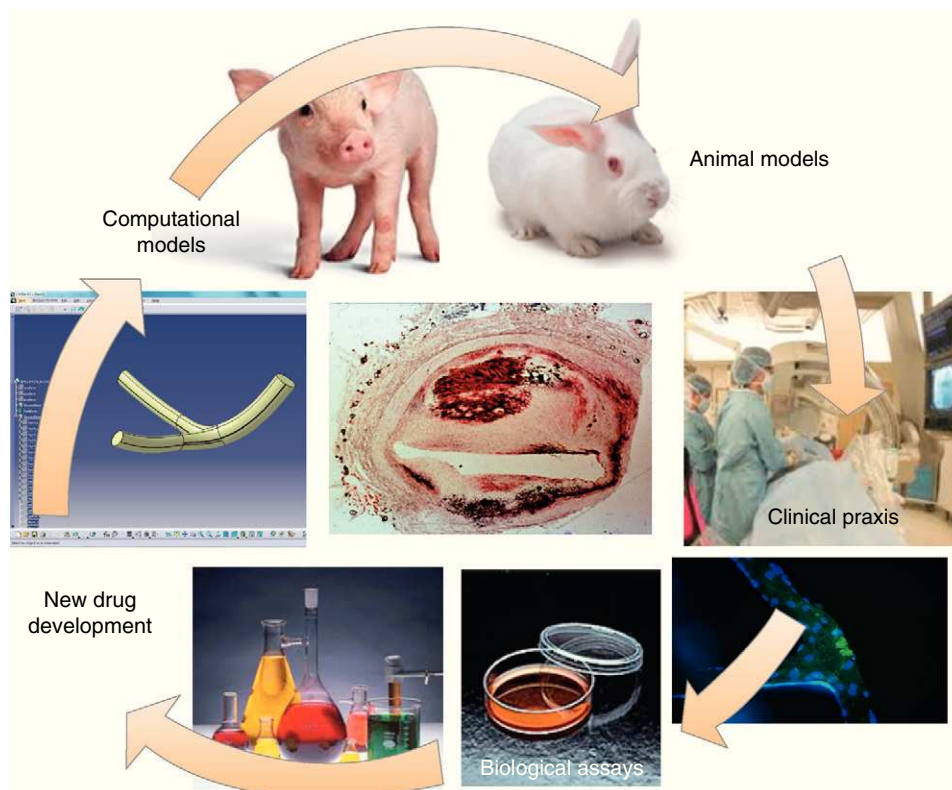 Animal models
Computational
models
Clinical praxis
New drug
development
Biological assays